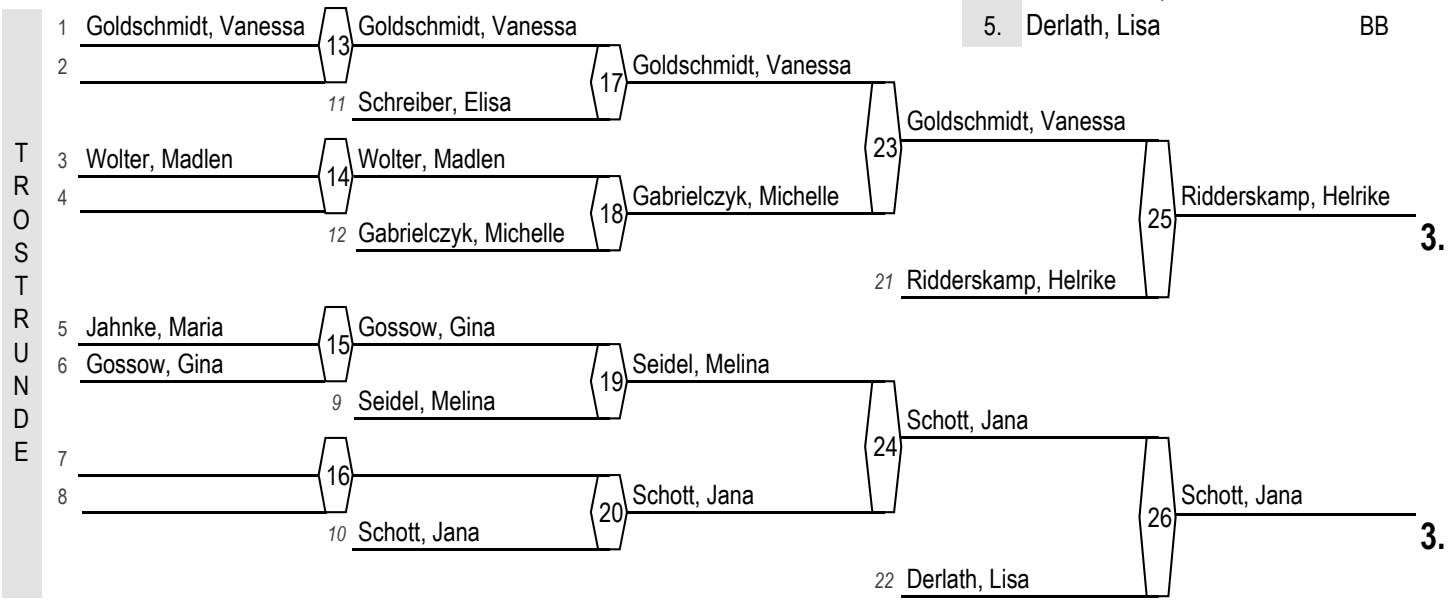 5. Derlath, Lisa BB
TROSTRUNDE
1 Goldschmidt, Vanessa 13 Goldschmidt, Vanessa
2
17 Goldschmidt, Vanessa
11 Schreiber, Elisa
23 Goldschmidt, Vanessa
3 Wolter, Madlen 14 Wolter, Madlen
4
18 Gabrielczyk, Michelle
12 Gabrielczyk, Michelle
25 Ridderskamp, Helrike
3.
21 Ridderskamp, Helrike
5 Jahnke, Maria 15 Gossow, Gina
6 Gossow, Gina
19 Seidel, Melina
9 Seidel, Melina
24 Schott, Jana
7
16
8
20 Schott, Jana
10 Schott, Jana
26 Schott, Jana
3.
22 Derlath, Lisa